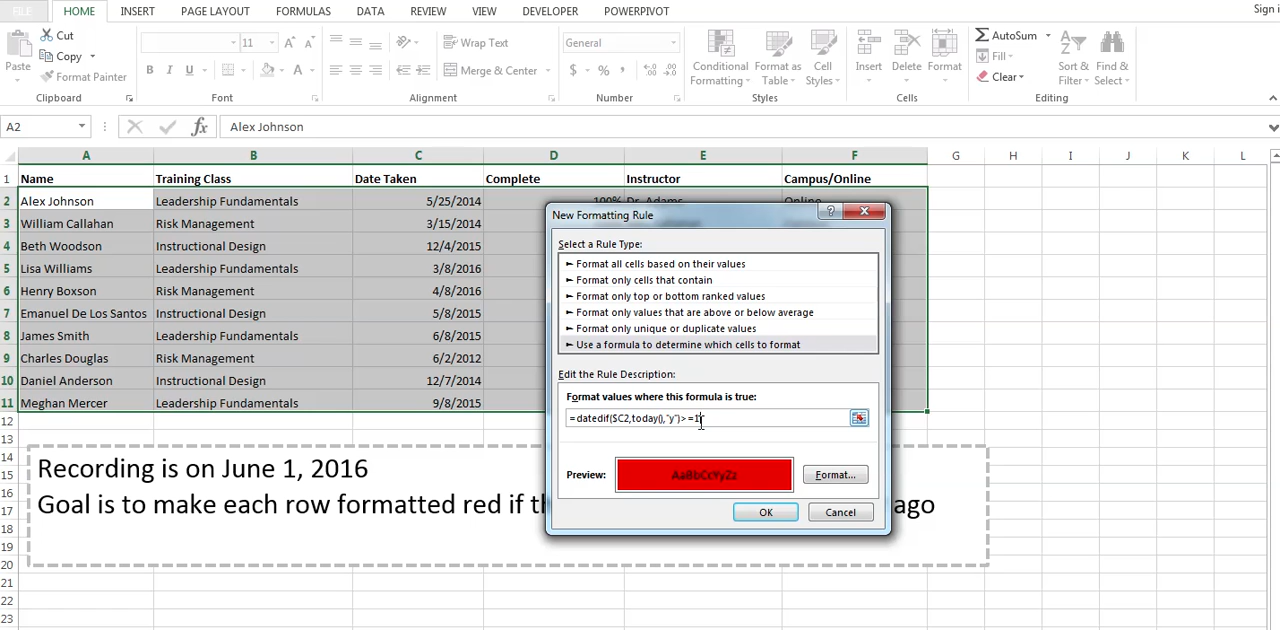 FILE HOME INSERT PAGE LAYOUT FORMULAS DATA REVIEW VIEW DEVELOPER POWERPIVOT Sign i
Paste Cut Copy Format Painter 11 A A Wrap Text General Conditional Formatting Format as Table Cell Styles Insert Delete Format AutoSum Fill Clear Sort & Filter Find & Select
B I U A Merge & Center $ % ,
Clipboard Font Alignment Number Styles Cells Editing
A2 fx Alex Johnson
A B C D E F G H I J K L
1 Name Training Class Date Taken Complete Instructor Campus/Online
2 Alex Johnson Leadership Fundamentals 5/25/2014 100% Dr. Adams Online
3 William Callahan Risk Management 3/15/2014
4 Beth Woodson Instructional Design 12/4/2015
5 Lisa Williams Leadership Fundamentals 3/8/2016
6 Henry Boxson Risk Management 4/8/2016
7 Emanuel De Los Santos Instructional Design 5/8/2015
8 James Smith Leadership Fundamentals 6/8/2015
9 Charles Douglas Risk Management 6/2/2012
10 Daniel Anderson Instructional Design 12/7/2014
11 Meghan Mercer Leadership Fundamentals 9/8/2015
12
13
14
15
16
17
18
19
20
21
22
23
Recording is on June 1, 2016
Goal is to make each row formatted red if ago
New Formatting Rule ?
Select a Rule Type:
► Format all cells based on their values
► Format only cells that contain
► Format only top or bottom ranked values
► Format only values that are above or below average
► Format only unique or duplicate values
► Use a formula to determine which cells to format
Edit the Rule Description:
Format values where this formula is true:
=datedif($C2,today(),"y")>=1
Preview: AaBbCcYyZz Format...
OK Cancel